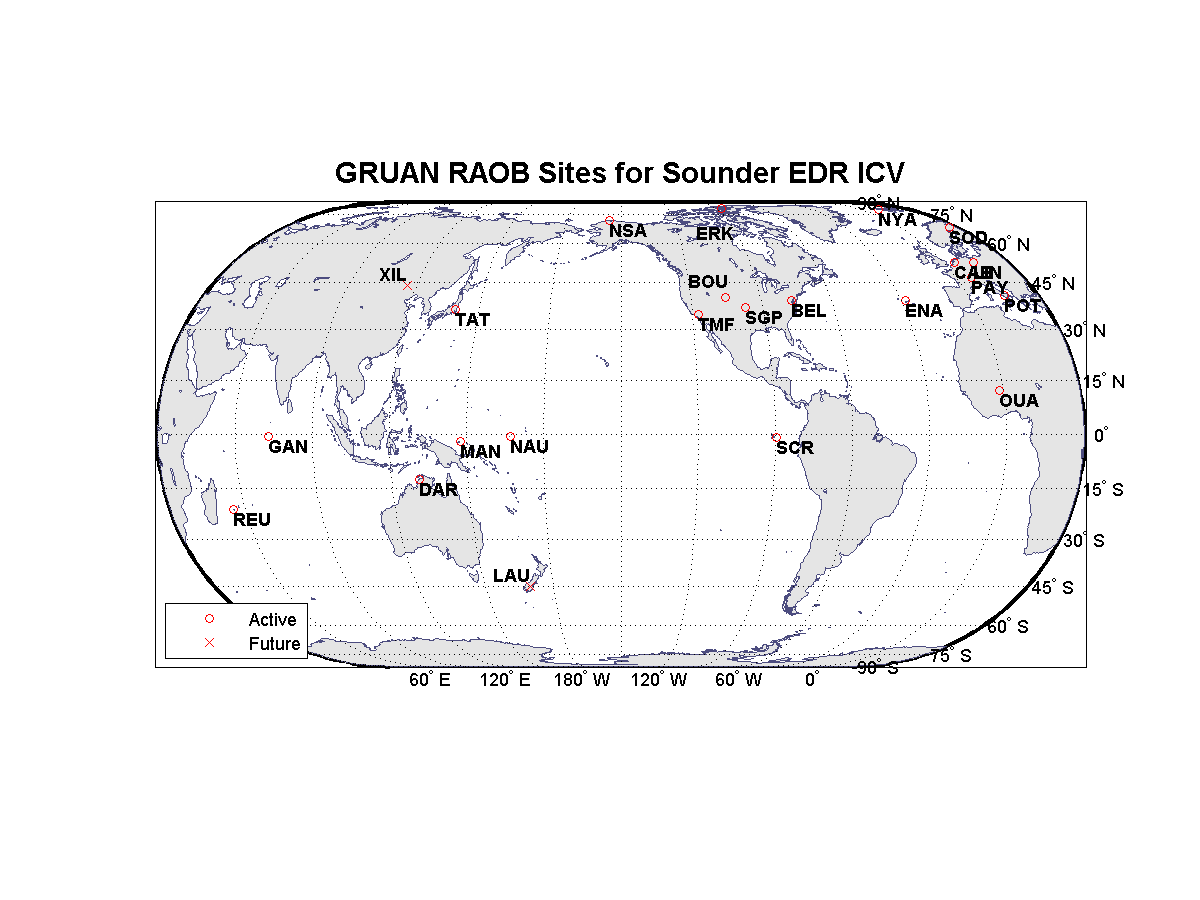 GRUAN RAOB Sites for Sounder EDR ICV
90° N
75° N
NYA
NSA
ERK
SOD
60° N
XIL
CAB
PAY
45° N
BOU
POT
TAT
TMF
SGP
BEL
ENA
30° N
15° N
OUA
0°
GAN
MAN
NAU
SCR
DAR
15° S
REU
30° S
LAU
45° S
Active
60° S
Future
75° S
-90° S
60° E
120° E
180° W
120° W
60° W
0°